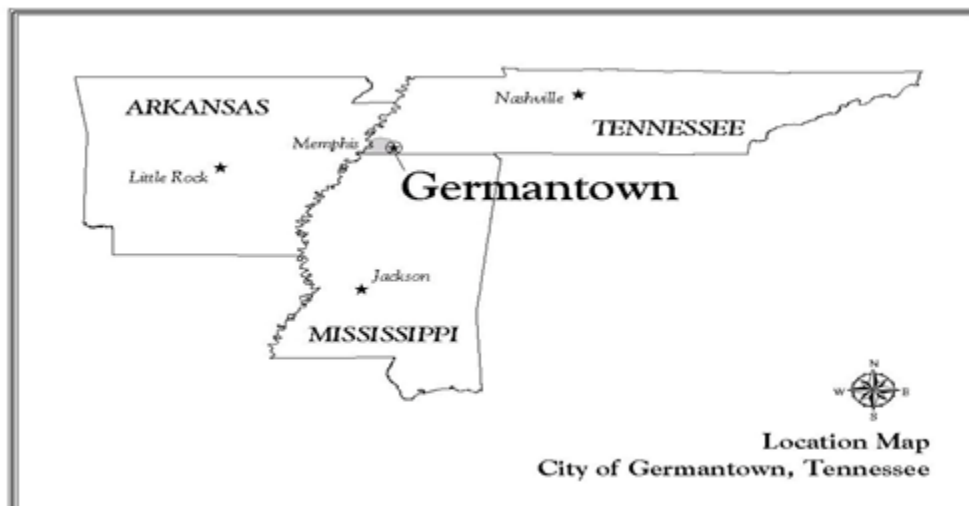 ARKANSAS
Nashville
TENNESSEE
Memphis
Little Rock
Germantown
Jackson
MISSISSIPPI
N
W E
S
Location Map
City of Germantown, Tennessee